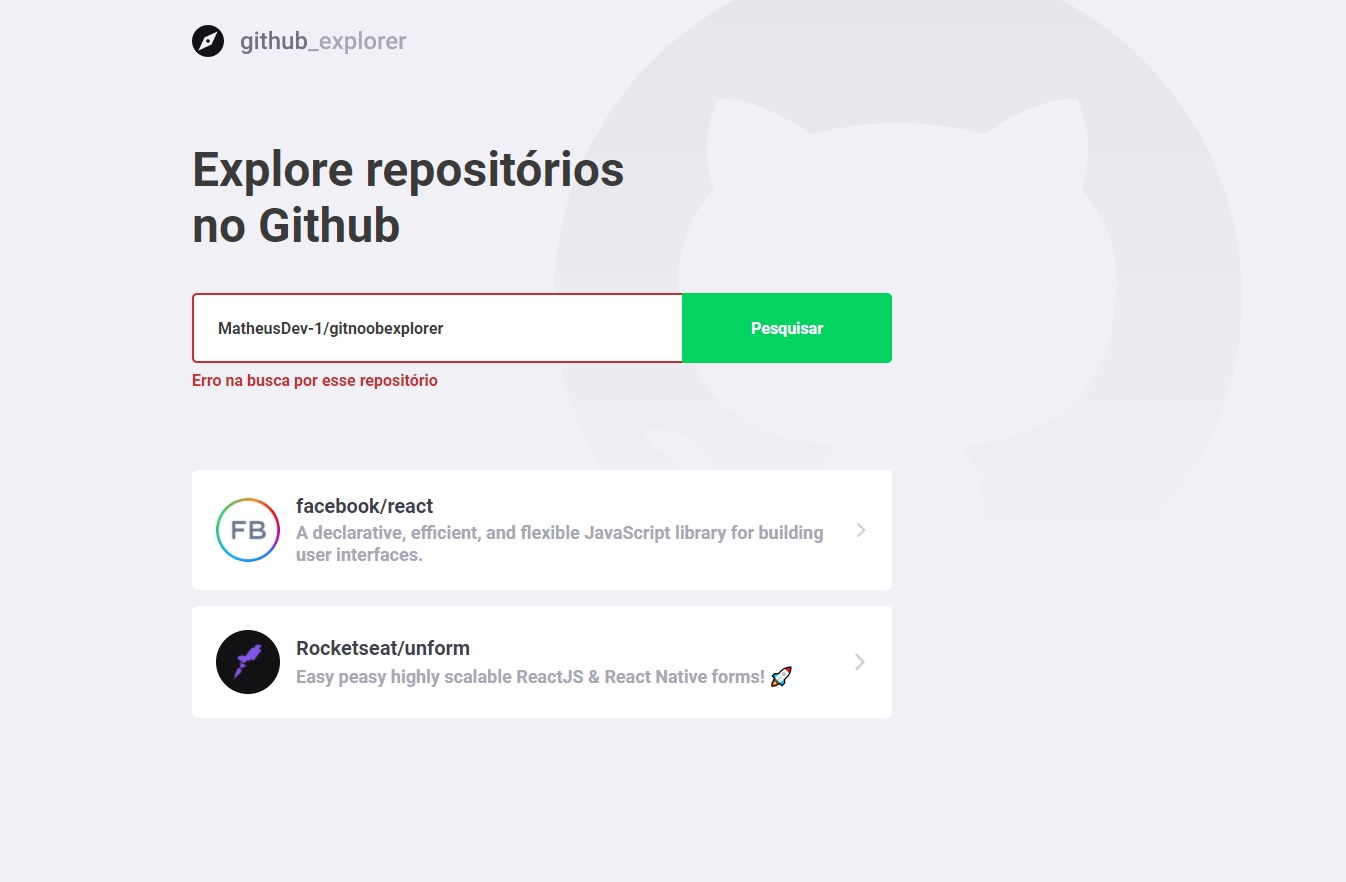 github_explorer
Explore repositórios
no Github
MatheusDev-1/gitnoobexplorer
Pesquisar
Erro na busca por esse repositório
FB
facebook/react
A declarative, efficient, and flexible JavaScript library for building
user interfaces.
Rocketseat/unform
Easy peasy highly scalable ReactJS & React Native forms! 🚀